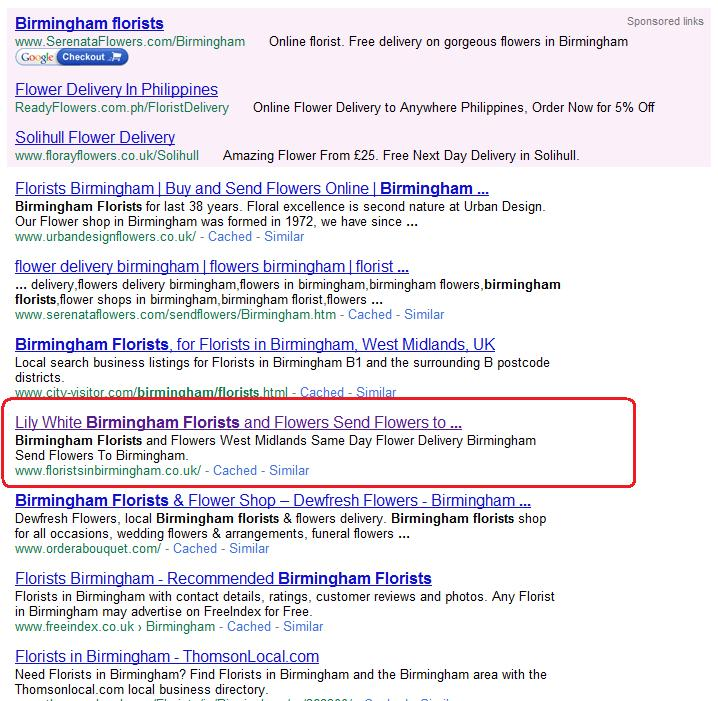 Birmingham florists
Sponsored links
www.SerenataFlowers.com/Birmingham Online florist. Free delivery on gorgeous flowers in Birmingham
Google Checkout
Flower Delivery In Philippines
ReadyFlowers.com.ph/FloristDelivery Online Flower Delivery to Anywhere Philippines, Order Now for 5% Off
Solihull Flower Delivery
www.florayflowers.co.uk/Solihull Amazing Flower From £25. Free Next Day Delivery in Solihull.
Florists Birmingham | Buy and Send Flowers Online | Birmingham ...
Birmingham Florists for last 38 years. Floral excellence is second nature at Urban Design.
Our Flower shop in Birmingham was formed in 1972, we have since ...
www.urbandesignflowers.co.uk/ - Cached - Similar
flower delivery birmingham | flowers birmingham | florist ...
... delivery,flowers delivery birmingham,flowers in birmingham,birmingham flowers,birmingham
florists,flower shops in birmingham,birmingham florist,flowers ...
www.serenataflowers.com/sendflowers/Birmingham.htm - Cached - Similar
Birmingham Florists, for Florists in Birmingham, West Midlands, UK
Local search business listings for Florists in Birmingham B1 and the surrounding B postcode
districts.
www.city-visitor.com/birmingham/florists.html - Cached - Similar
Lily White Birmingham Florists and Flowers Send Flowers to ...
Birmingham Florists and Flowers West Midlands Same Day Flower Delivery Birmingham
Send Flowers To Birmingham.
www.floristsinbirmingham.co.uk/ - Cached - Similar
Birmingham Florists & Flower Shop – Dewfresh Flowers - Birmingham ...
Dewfresh Flowers, local Birmingham florists & flowers delivery. Birmingham florists shop
for all occasions, wedding flowers & arrangements, funeral flowers ...
www.orderabouquet.com/ - Cached - Similar
Florists Birmingham - Recommended Birmingham Florists
Florists in Birmingham with contact details, ratings, customer reviews and photos. Any Florist
in Birmingham may advertise on FreeIndex for Free.
www.freeindex.co.uk › Birmingham - Cached - Similar
Florists in Birmingham - ThomsonLocal.com
Need Florists in Birmingham? Find Florists in Birmingham and the Birmingham area with the
Thomsonlocal.com local business directory.